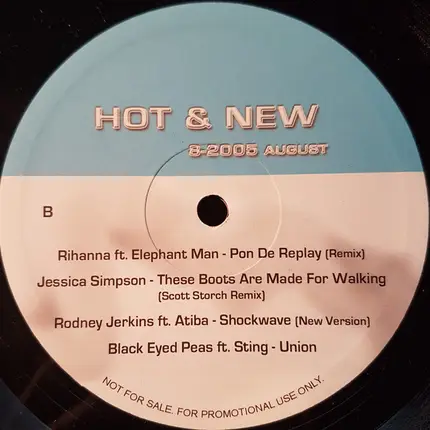 HOT & NEW
8-2005 AUGUST
B
Rihanna ft. Elephant Man - Pon De Replay (Remix)
Jessica Simpson - These Boots Are Made For Walking
(Scott Storch Remix)
Rodney Jerkins ft. Atiba - Shockwave (New Version)
Black Eyed Peas ft. Sting - Union
NOT FOR SALE. FOR PROMOTIONAL USE ONLY.